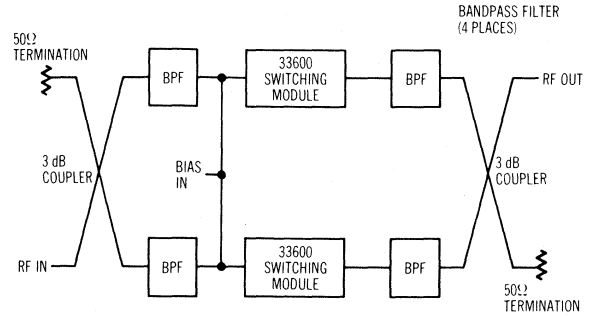 BANDPASS FILTER
(4 PLACES)
50Ω
TERMINATION
BPF
33600
SWITCHING
MODULE
BPF
RF OUT
3 dB
COUPLER
BIAS
IN
3 dB
COUPLER
RF IN
BPF
33600
SWITCHING
MODULE
BPF
50Ω
TERMINATION